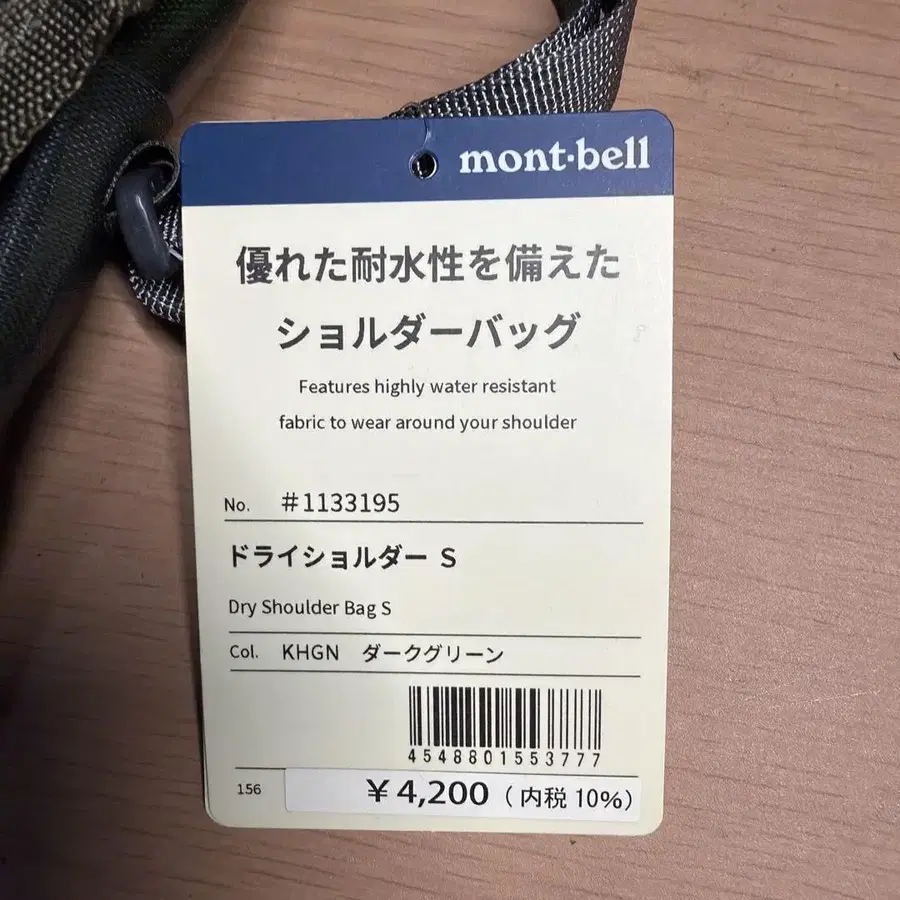 mont·bell
優れた耐水性を備えた
ショルダーバッグ
Features highly water resistant
fabric to wear around your shoulder
No. #1133195
ドライショルダー S
Dry Shoulder Bag S
Col. KHGN ダークグリーン
4548801553777
156 ¥4,200 (内税10%)